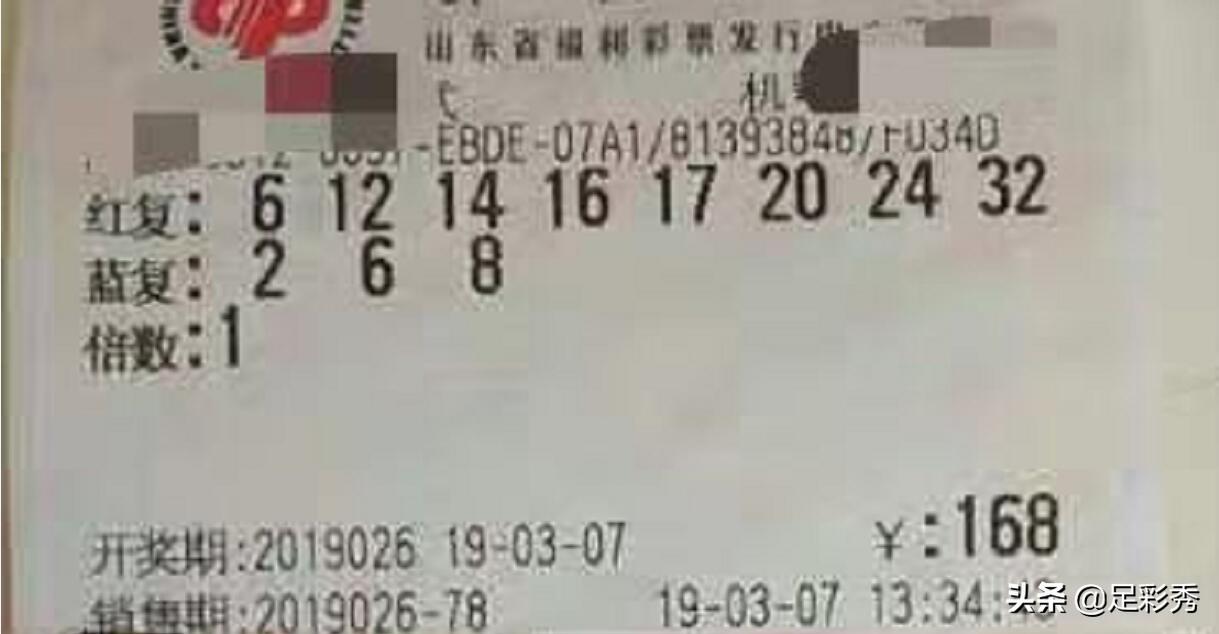 山东省福利彩票发行
机
-EBDE-07A1/81393848/F034D
红复: 6 12 14 16 17 20 24 32
蓝复: 2 6 8
倍数:1
开奖期:2019026 19-03-07 ¥:168
销售期:2019026-78 19-03-07 13:34:
头条 @足彩秀